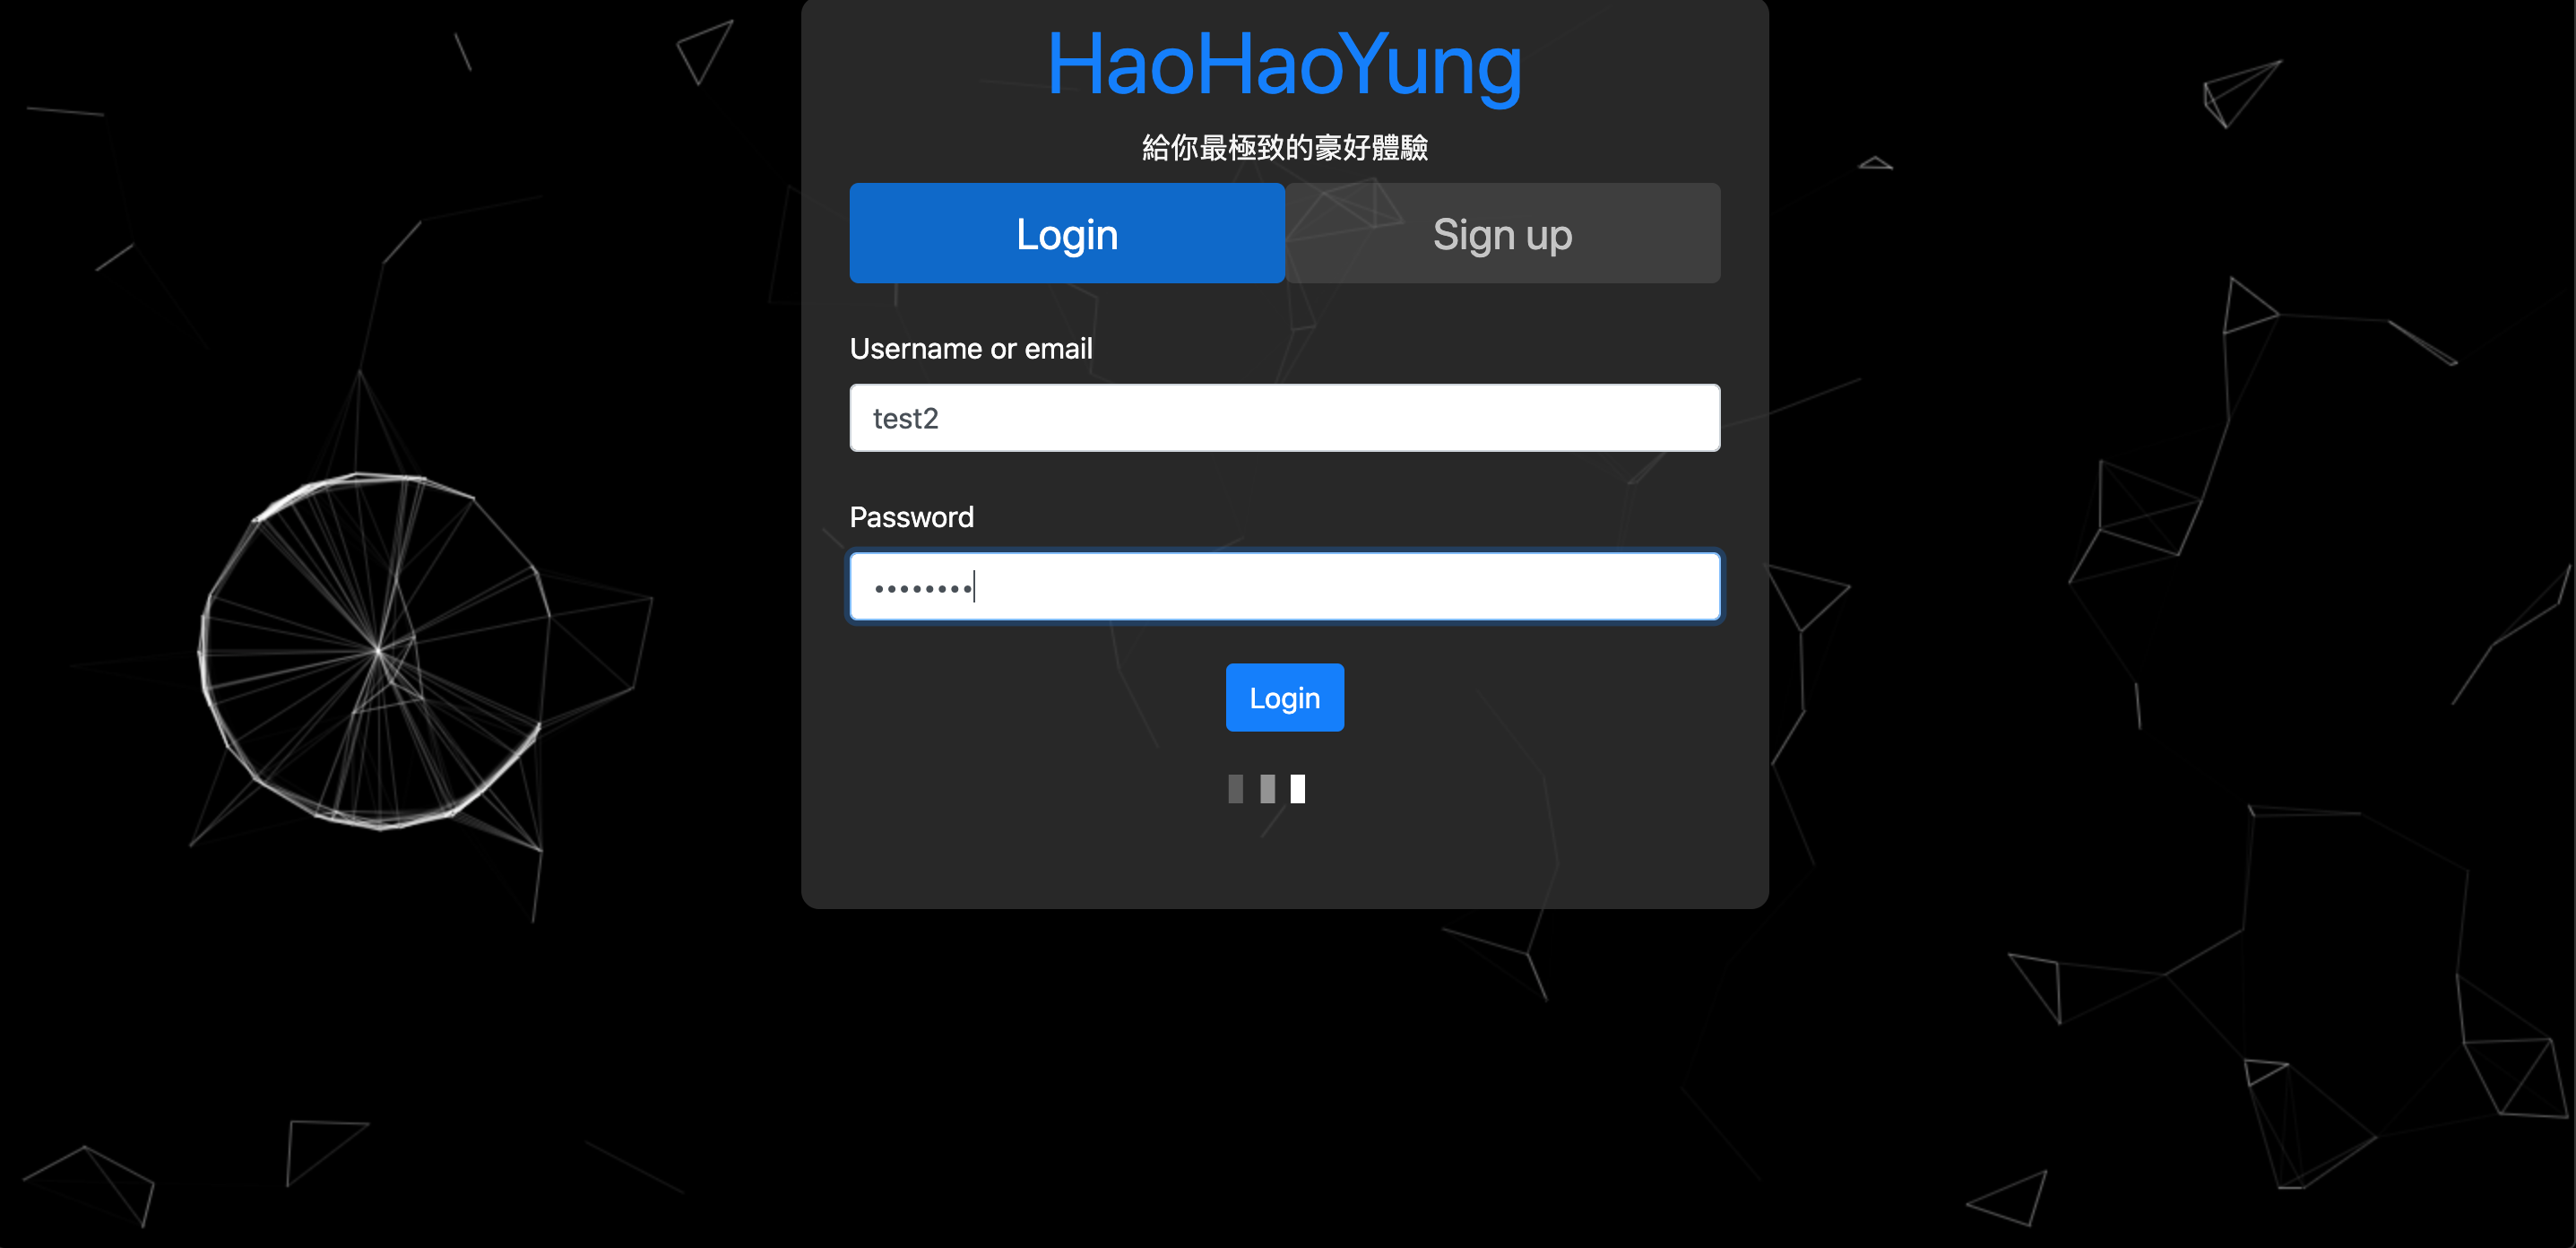 HaoHaoYung
給你最極致的豪好體驗
Login
Sign up
Username or email
test2
Password
••••••••
Login